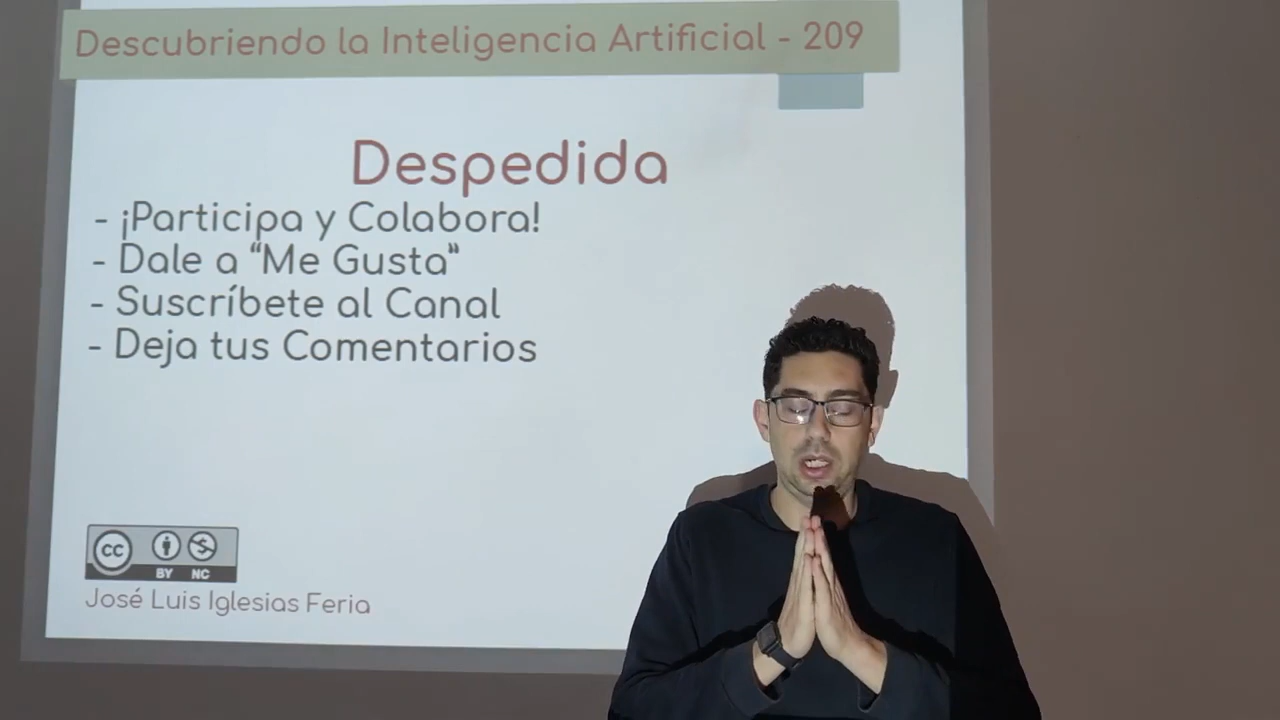 Descubriendo la Inteligencia Artificial - 209
Despedida
- ¡Participa y Colabora!
- Dale a “Me Gusta”
- Suscríbete al Canal
- Deja tus Comentarios
CC BY NC
José Luis Iglesias Feria